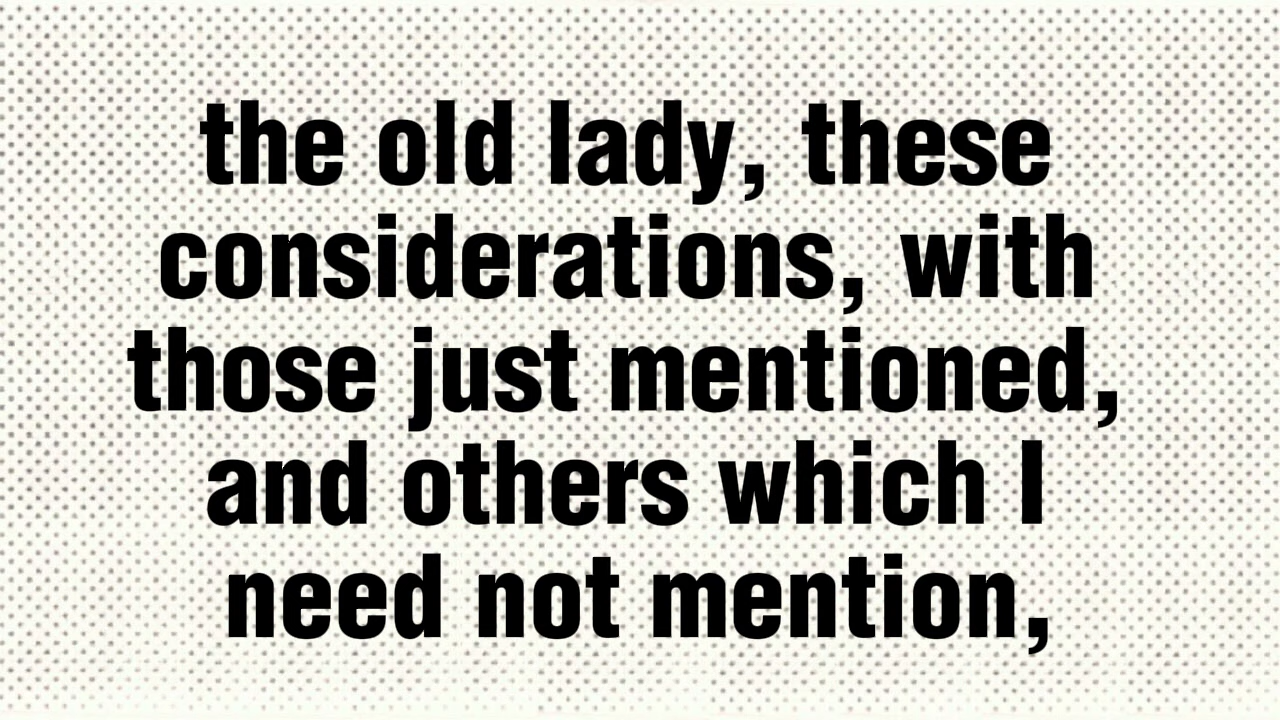 the old lady, these
considerations, with
those just mentioned,
and others which I
need not mention,